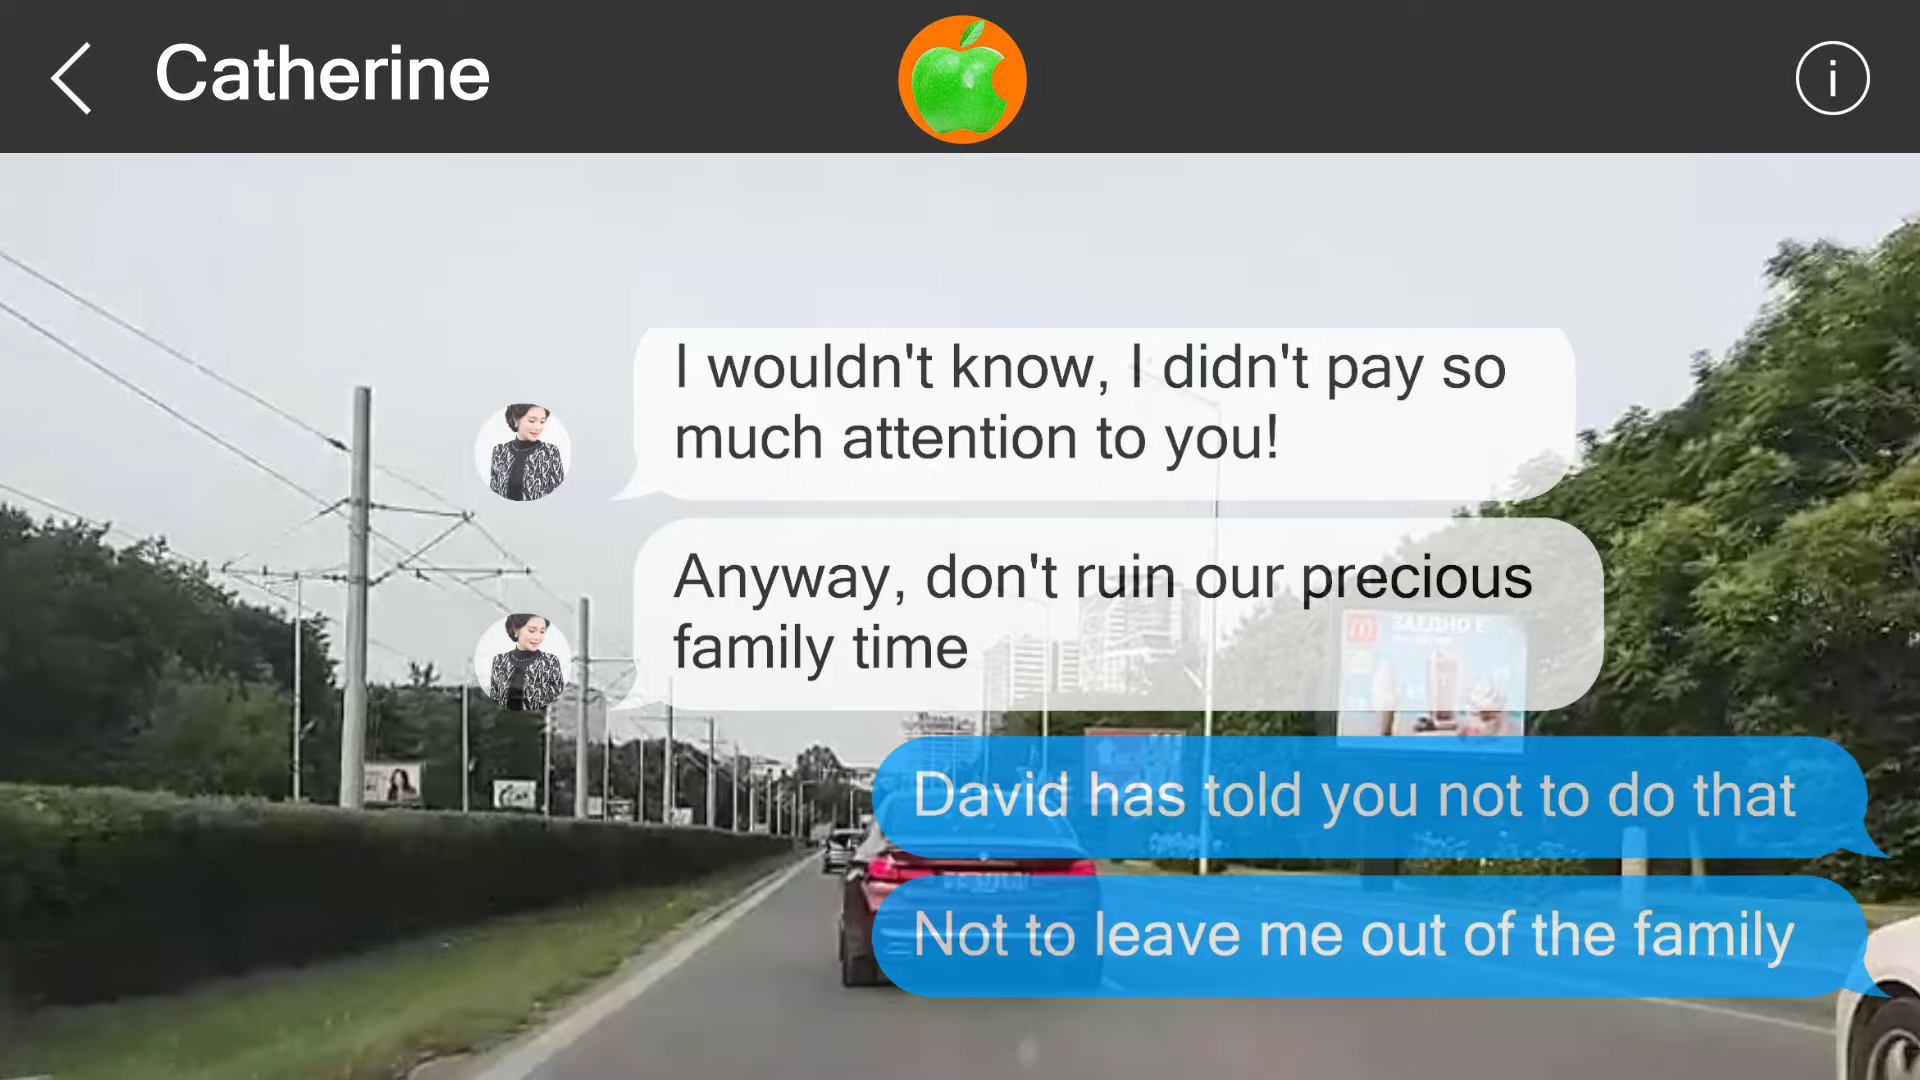 Catherine
i
I wouldn't know, I didn't pay so
much attention to you!
Anyway, don't ruin our precious
family time
ЗАЕДНО
David has told you not to do that
Not to leave me out of the family